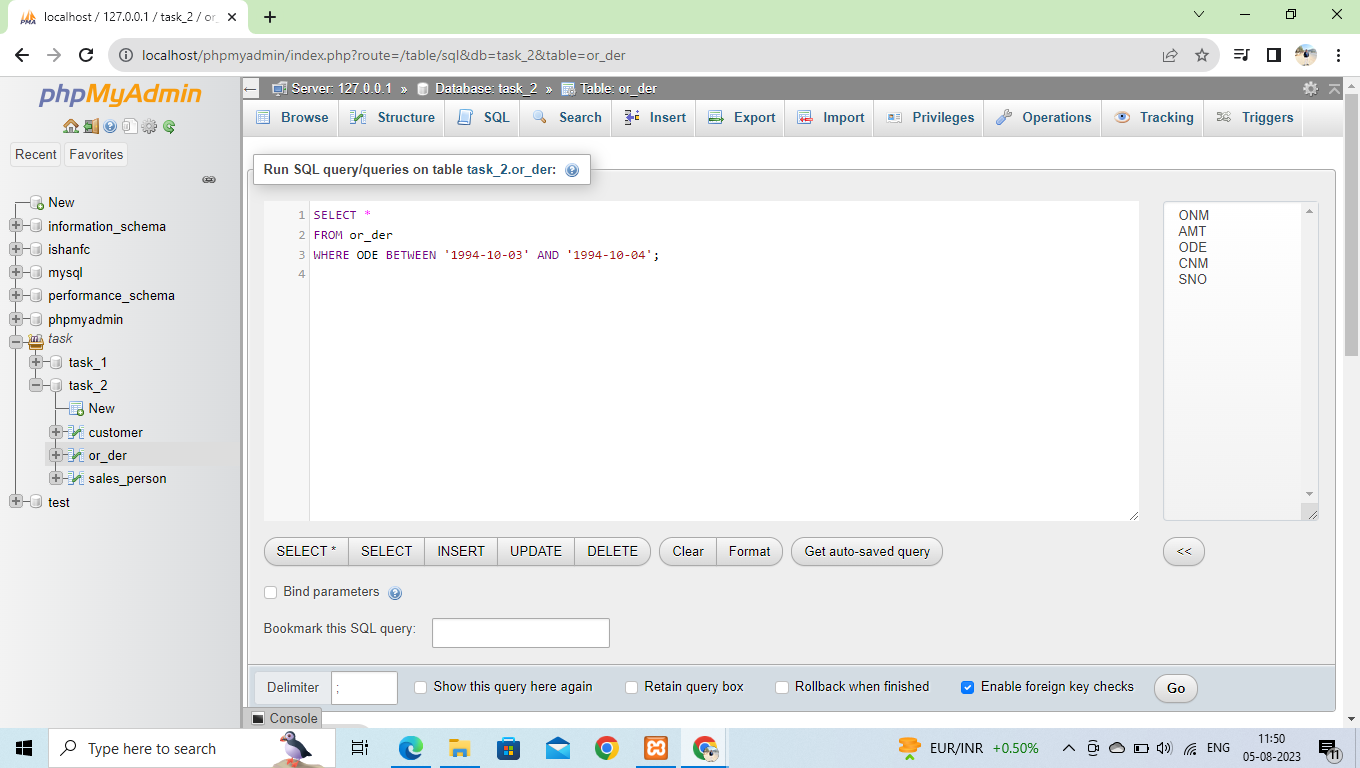 localhost / 127.0.0.1 / task_2 / or_
localhost/phpmyadmin/index.php?route=/table/sql&db=task_2&table=or_der
phpMyAdmin
Recent
Favorites
New
information_schema
ishanfc
mysql
performance_schema
phpmyadmin
task
task_1
task_2
New
customer
or_der
sales_person
test
Server: 127.0.0.1 » Database: task_2 » Table: or_der
Browse Structure SQL Search Insert Export Import Privileges Operations Tracking Triggers
Run SQL query/queries on table task_2.or_der:
1 SELECT *
2 FROM or_der
3 WHERE ODE BETWEEN '1994-10-03' AND '1994-10-04';
4
ONM
AMT
ODE
CNM
SNO
SELECT * SELECT INSERT UPDATE DELETE Clear Format Get auto-saved query <<
Bind parameters
Bookmark this SQL query:
Delimiter ; Show this query here again Retain query box Rollback when finished Enable foreign key checks Go
Console
Type here to search
EUR/INR +0.50%
ENG
11:50
05-08-2023
11